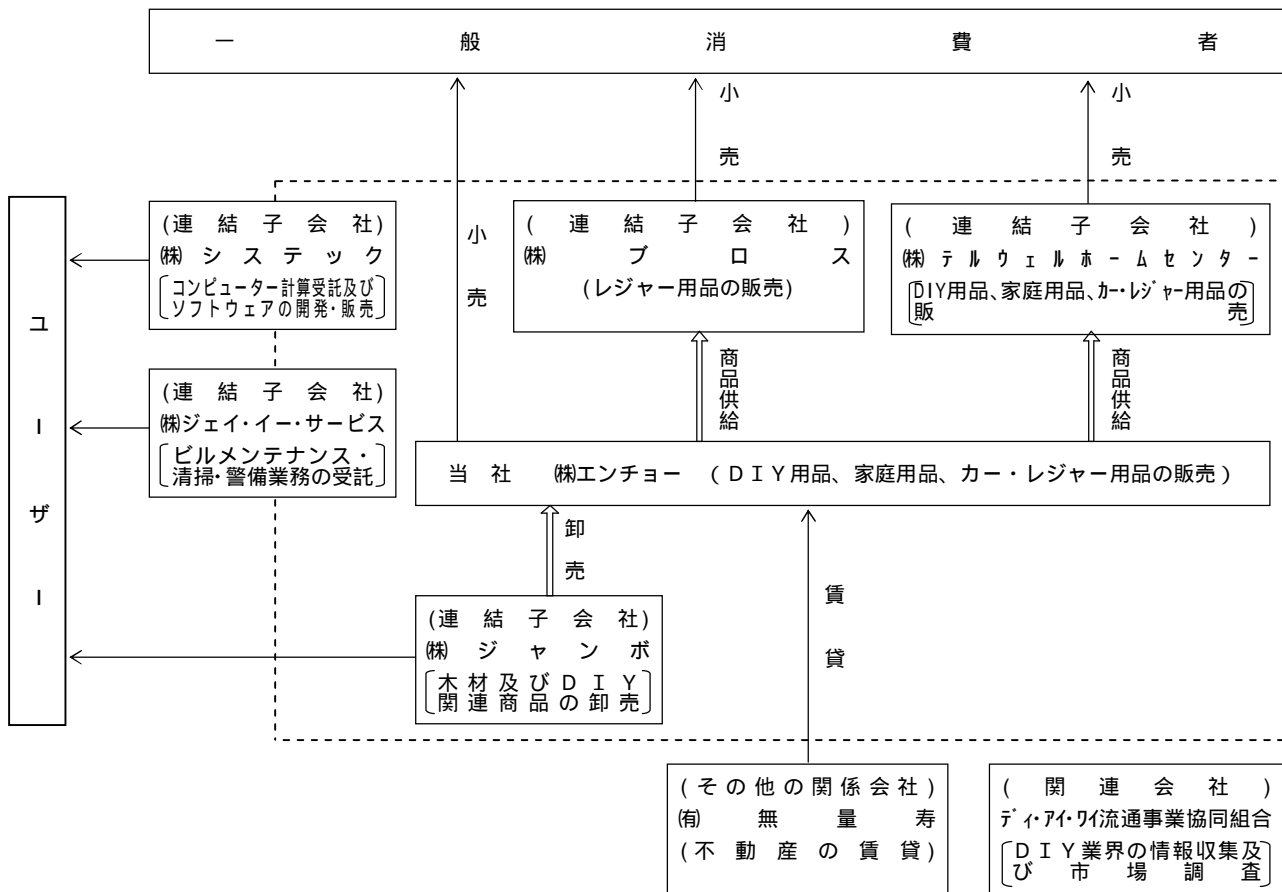 一般消費者
小売
小売
小売
ユーザー
(連結子会社)
㈱システック
コンピューター計算受託及び
ソフトウェアの開発・販売
(連結子会社)
㈱ブロス
(レジャー用品の販売)
(連結子会社)
㈱テルウェルホームセンター
DIY用品、家庭用品、カー・レジャー用品の
販売
(連結子会社)
㈱ジェイ・イー・サービス
ビルメンテナンス・
清掃・警備業務の受託
商品供給
商品供給
当社 ㈱エンチョー (DIY用品、家庭用品、カー・レジャー用品の販売)
卸売
賃貸
(連結子会社)
㈱ジャンボ
木材及びDIY
関連商品の卸売
(その他の関係会社)
㈲無量寿
(不動産の賃貸)
(関連会社)
ディ・アイ・ワイ流通事業協同組合
DIY業界の情報収集及
び市場調査